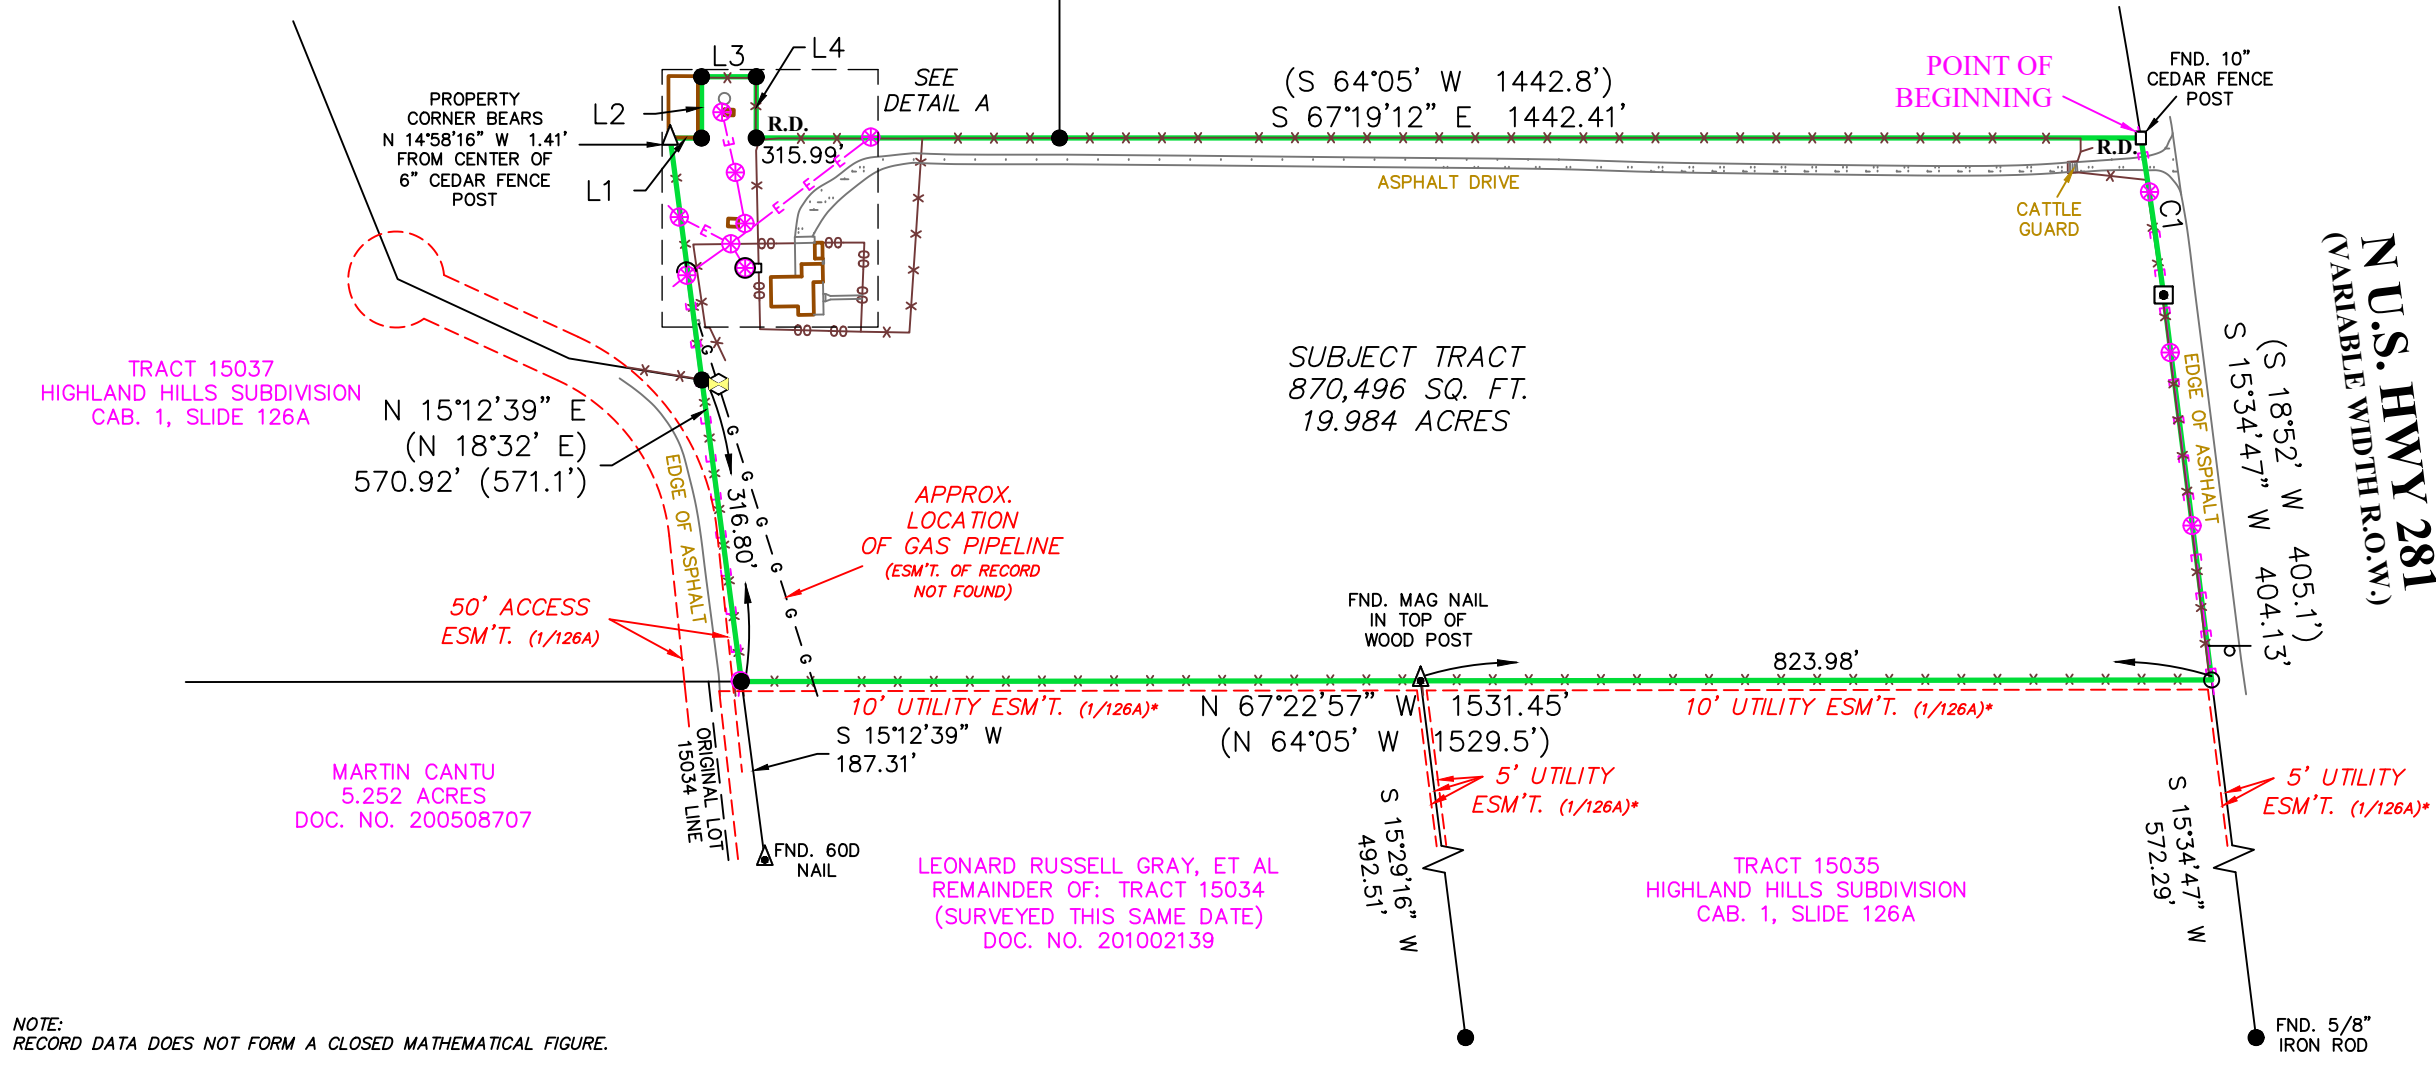 L3
L4
SEE
DETAIL A
(S 64°05' W 1442.8')
S 67°19'12" E 1442.41'
POINT OF
BEGINNING
FND. 10"
CEDAR FENCE
POST
PROPERTY
CORNER BEARS
N 14°58'16" W 1.41'
FROM CENTER OF
6" CEDAR FENCE
POST
L2
L1
R.D.
315.99'
R.D.
E
E
E
E
ASPHALT DRIVE
CATTLE
GUARD
C1
N U.S. HWY 281
(VARIABLE WIDTH R.O.W.)
(S 18°52' W 405.1')
S 15°34'47" W 404.13'
EDGE OF ASPHALT
SUBJECT TRACT
870,496 SQ. FT.
19.984 ACRES
TRACT 15037
HIGHLAND HILLS SUBDIVISION
CAB. 1, SLIDE 126A
N 15°12'39" E
(N 18°32' E)
570.92' (571.1')
316.80'
EDGE OF ASPHALT
G
G
G
G
G
G
G
G
APPROX.
LOCATION
OF GAS PIPELINE
(ESM'T. OF RECORD
NOT FOUND)
50' ACCESS
ESM'T. (1/126A)
FND. MAG NAIL
IN TOP OF
WOOD POST
823.98'
10' UTILITY ESM'T. (1/126A)*
N 67°22'57" W 1531.45'
(N 64°05' W 1529.5')
10' UTILITY ESM'T. (1/126A)*
S 15°12'39" W
187.31'
ORIGINAL LOT
15034 LINE
FND. 60D
NAIL
MARTIN CANTU
5.252 ACRES
DOC. NO. 200508707
LEONARD RUSSELL GRAY, ET AL
REMAINDER OF: TRACT 15034
(SURVEYED THIS SAME DATE)
DOC. NO. 201002139
5' UTILITY
ESM'T. (1/126A)*
S 15°29'16" W
492.51'
TRACT 15035
HIGHLAND HILLS SUBDIVISION
CAB. 1, SLIDE 126A
5' UTILITY
ESM'T. (1/126A)*
S 15°34'47" W
572.29'
FND. 5/8"
IRON ROD
NOTE:
RECORD DATA DOES NOT FORM A CLOSED MATHEMATICAL FIGURE.